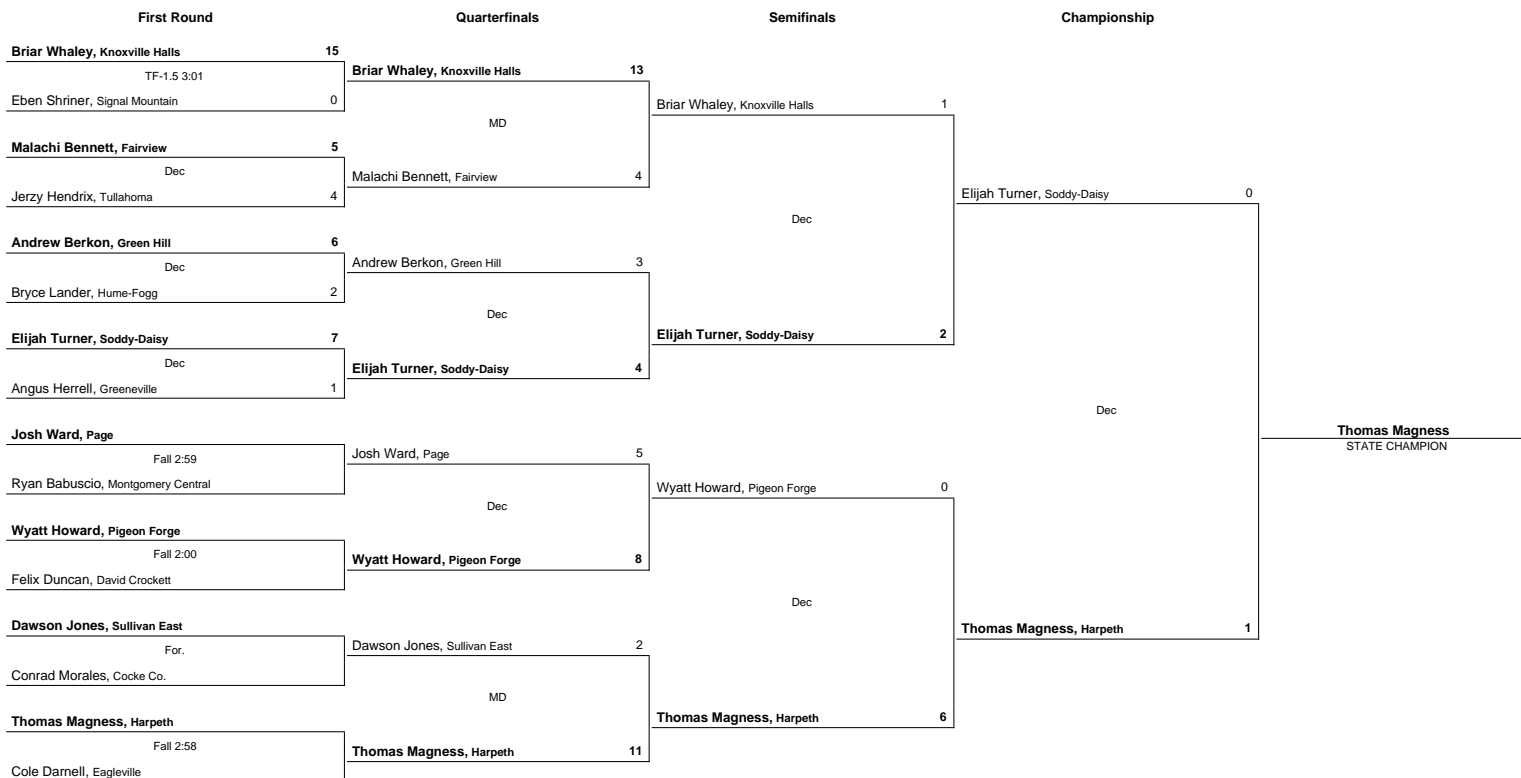 First Round Quarterfinals Semifinals Championship
Briar Whaley, Knoxville Halls 15
TF-1.5 3:01
Eben Shriner, Signal Mountain 0
Malachi Bennett, Fairview 5
Dec
Jerzy Hendrix, Tullahoma 4
Andrew Berkon, Green Hill 6
Dec
Bryce Lander, Hume-Fogg 2
Elijah Turner, Soddy-Daisy 7
Dec
Angus Herrell, Greeneville 1
Josh Ward, Page
Fall 2:59
Ryan Babuscio, Montgomery Central
Wyatt Howard, Pigeon Forge
Fall 2:00
Felix Duncan, David Crockett
Dawson Jones, Sullivan East
For.
Conrad Morales, Cocke Co.
Thomas Magness, Harpeth
Fall 2:58
Cole Darnell, Eagleville
Briar Whaley, Knoxville Halls 13
MD
Malachi Bennett, Fairview 4
Andrew Berkon, Green Hill 3
Dec
Elijah Turner, Soddy-Daisy 4
Josh Ward, Page 5
Dec
Wyatt Howard, Pigeon Forge 8
Dawson Jones, Sullivan East 2
MD
Thomas Magness, Harpeth 11
Briar Whaley, Knoxville Halls 1
Dec
Elijah Turner, Soddy-Daisy 2
Wyatt Howard, Pigeon Forge 0
Dec
Thomas Magness, Harpeth 6
Elijah Turner, Soddy-Daisy 0
Dec
Thomas Magness, Harpeth 1
Thomas Magness
STATE CHAMPION